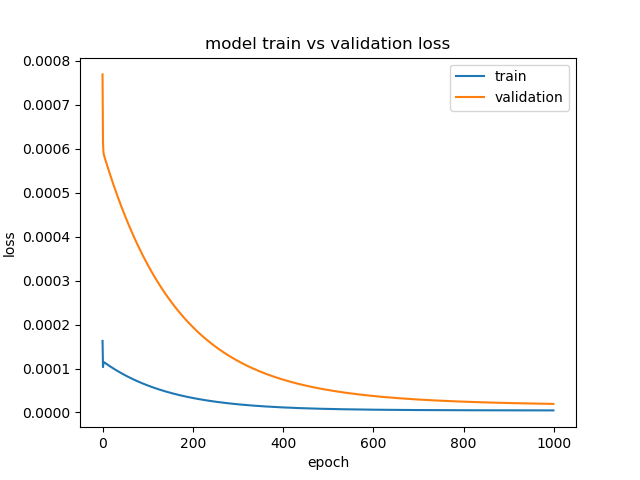 model train vs validation loss
0.0008
0.0007
0.0006
0.0005
0.0004
0.0003
0.0002
0.0001
0.0000
loss
train
validation
0 200 400 600 800 1000
epoch